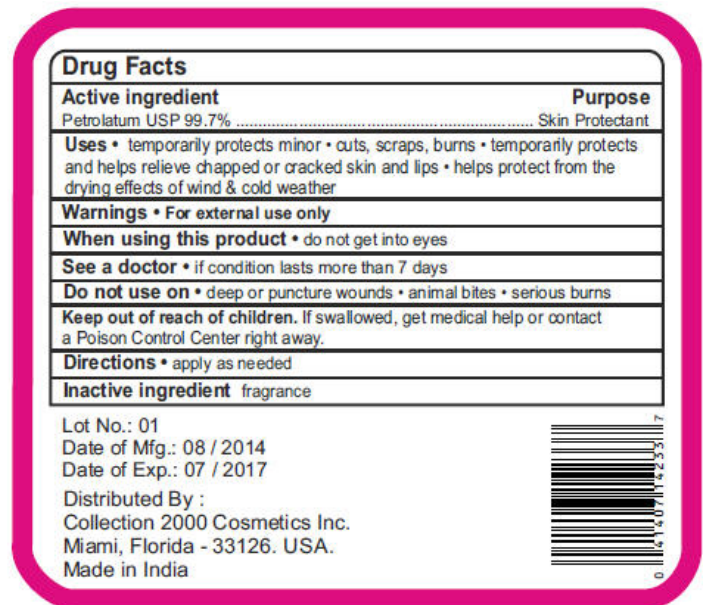 Drug Facts
Active ingredient Purpose
Petrolatum USP 99.7% ........................................................................ Skin Protectant
Uses • temporarily protects minor • cuts, scraps, burns • temporarily protects
and helps relieve chapped or cracked skin and lips • helps protect from the
drying effects of wind & cold weather
Warnings • For external use only
When using this product • do not get into eyes
See a doctor • if condition lasts more than 7 days
Do not use on • deep or puncture wounds • animal bites • serious burns
Keep out of reach of children. If swallowed, get medical help or contact
a Poison Control Center right away.
Directions • apply as needed
Inactive ingredient fragrance
Lot No.: 01
Date of Mfg.: 08 / 2014
Date of Exp.: 07 / 2017
Distributed By :
Collection 2000 Cosmetics Inc.
Miami, Florida - 33126. USA.
Made in India
0 41407 14233 7